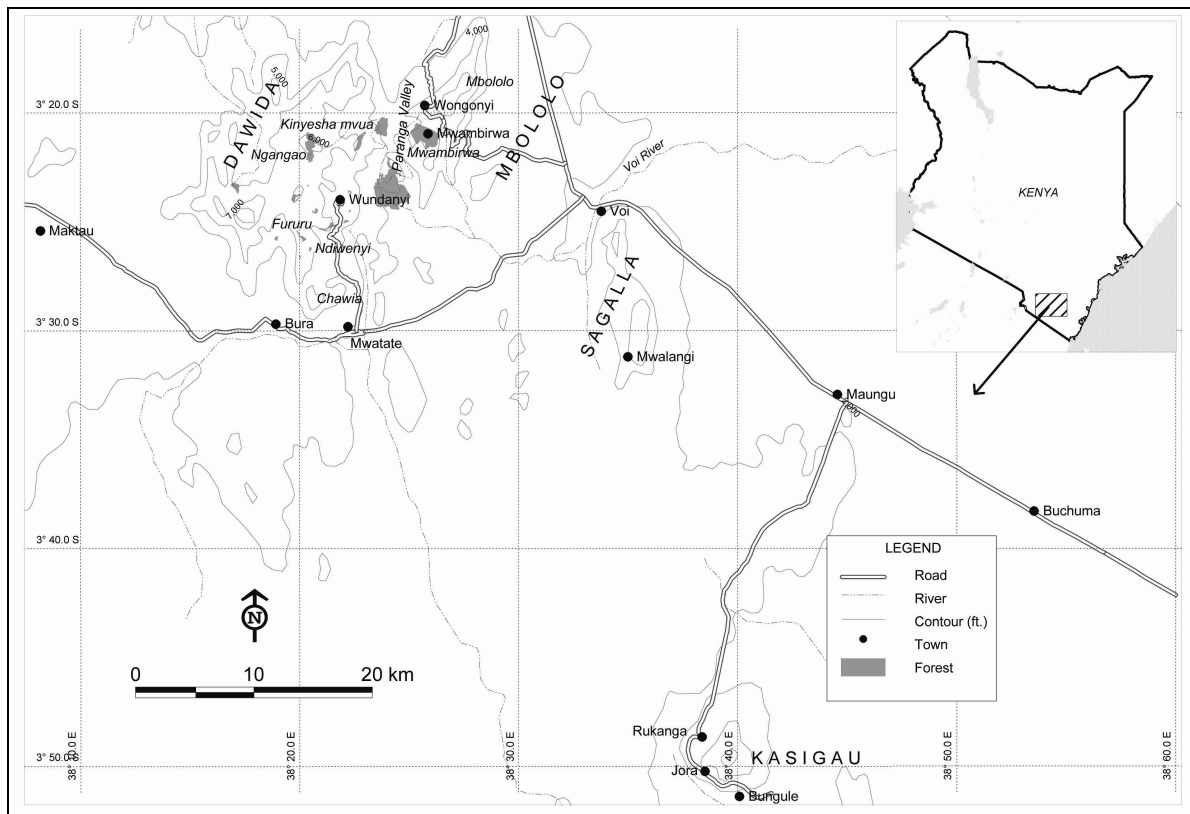 4,000
5,000
Mbololo
3° 20.0 S
DAWIDA
Kinyesha mvua
6,000
Ngangao
Paranga Valley
Wongonyi
Mwambirwa
Mwambirwa
MBOLOLO
Voi River
KENYA
7,000
Wundanyi
Fururu
Ndiwenyi
Voi
Maktau
SAGALLA
Chawia
3° 30.0 S
Bura
Mwatate
Mwalangi
Maungu
Buchuma
3° 40.0 S
N
0 10 20 km
LEGEND
Road
River
Contour (ft.)
Town
Forest
Rukanga
3° 50.0 S
Jora
KASIGAU
Bungule
38° 10.0 E
38° 20.0 E
38° 30.0 E
38° 40.0 E
38° 50.0 E
38° 60.0 E